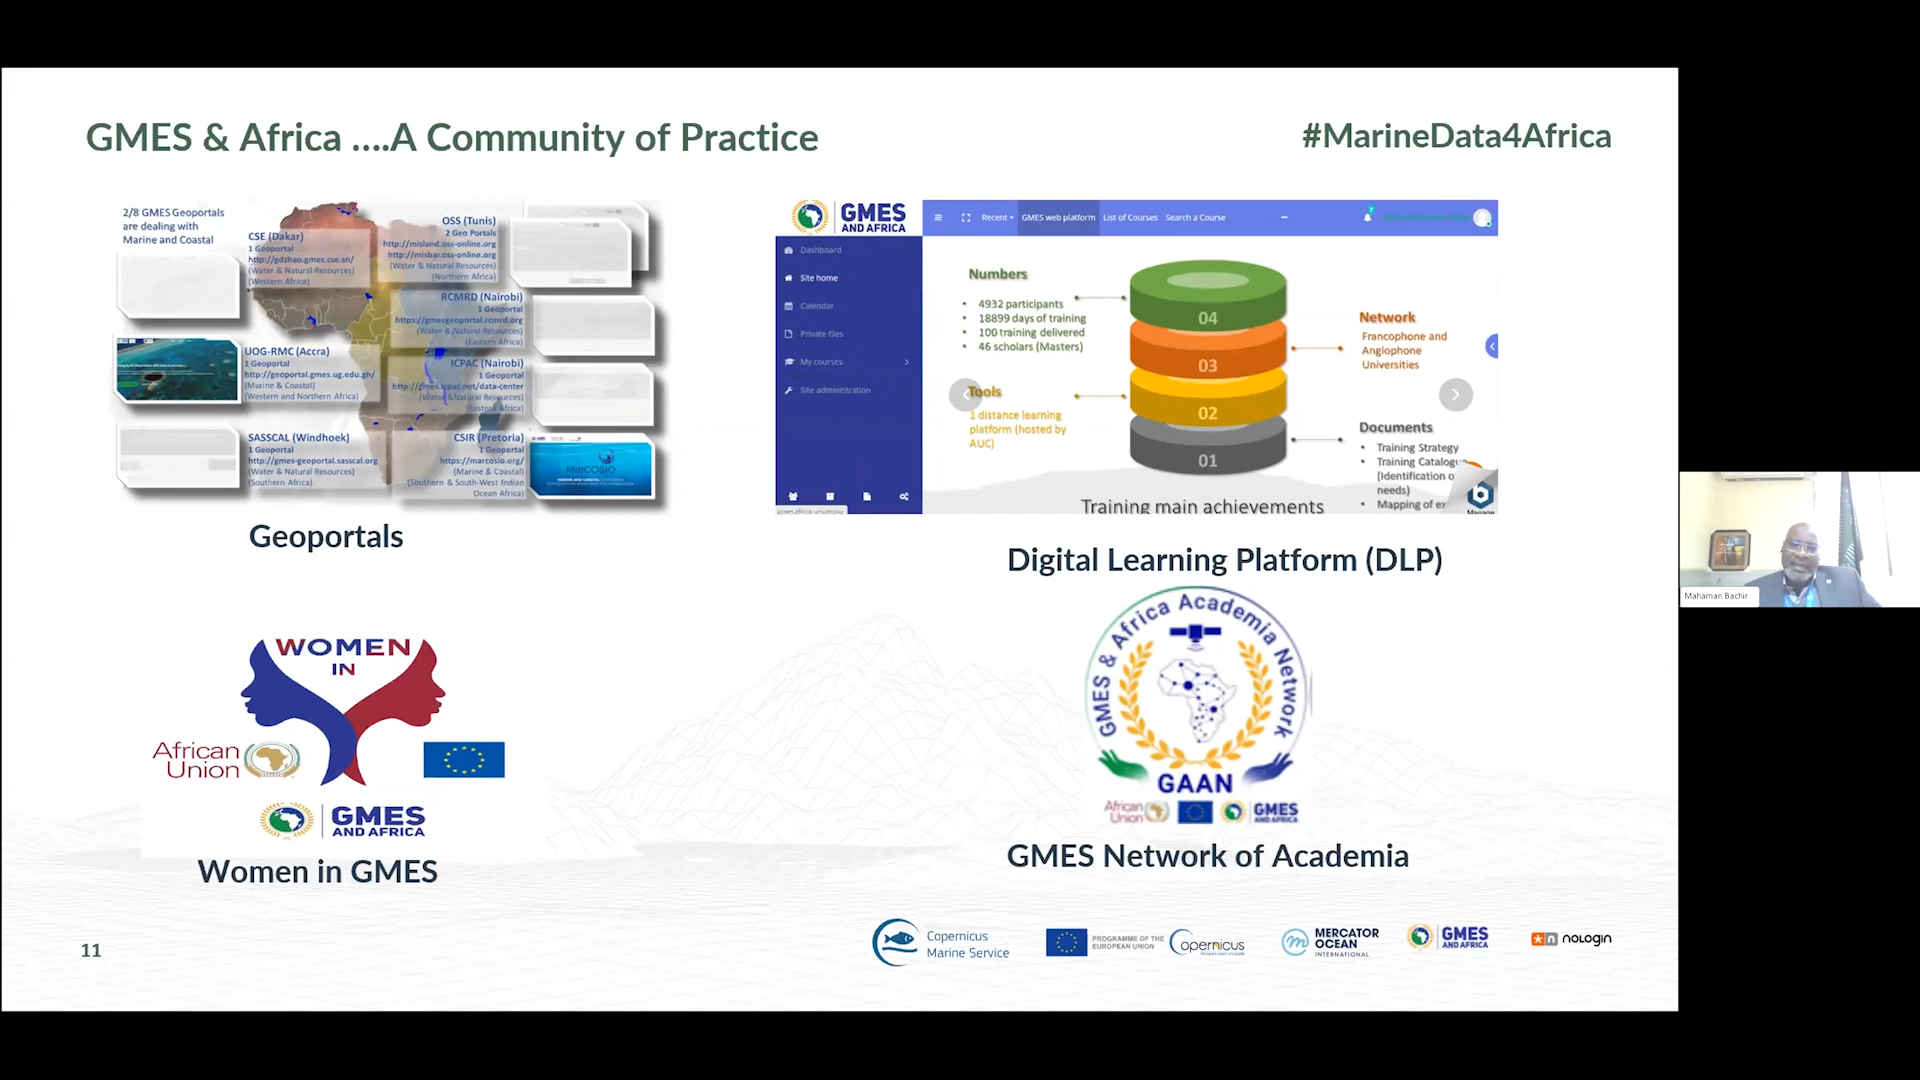 GMES & Africa ....A Community of Practice
#MarineData4Africa
2/8 GMES Geoportals
are dealing with
Marine and Coastal
CSE (Dakar)
1 Geoportal
http://gdzhao.gmes.cse.sn/
(Water & Natural Resources)
(Western Africa)
OSS (Tunis)
2 Geo Portals
http://misland.oss-online.org
http://misbar.oss-online.org
(Water & Natural Resources)
(Northern Africa)
RCMRD (Nairobi)
1 Geoportal
https://gmesgeoportal.rcmrd.org
(Water & Natural Resources)
(Eastern Africa)
UOG-RMC (Accra)
1 Geoportal
http://geoportal.gmes.ug.edu.gh/
(Marine & Coastal)
(Western and Northern Africa)
ICPAC (Nairobi)
1 Geoportal
http://gmes.icpac.net/data-center
(Water & Natural Resources)
(Eastern Africa)
SASSCAL (Windhoek)
1 Geoportal
http://gmes-geoportal.sasscal.org
(Water & Natural Resources)
(Southern Africa)
CSIR (Pretoria)
1 Geoportal
https://marcosio.org/
(Marine & Coastal)
(Southern & South-West Indian
Ocean Africa)
MarCOSIO
Geoportals
GMES
AND AFRICA
Recent
GMES web platform
List of Courses
Search a Course
Dashboard
Site home
Calendar
Private files
My courses
Site administration
Numbers
• 4932 participants
• 18899 days of training
• 100 training delivered
• 46 scholars (Masters)
Tools
1 distance learning
platform (hosted by
AUC)
04
03
02
01
Network
Francophone and
Anglophone
Universities
Documents
• Training Strategy
• Training Catalogu
(Identification o
needs)
• Mapping of ex
Training main achievements
Manage
Digital Learning Platform (DLP)
WOMEN
IN
African
Union
GMES
AND AFRICA
Women in GMES
GMES & Africa Academia Network
GAAN
African
Union
GMES
AND AFRICA
GMES Network of Academia
11
Copernicus
Marine Service
PROGRAMME OF THE
EUROPEAN UNION
opernicus
MERCATOR
OCEAN
INTERNATIONAL
GMES
AND AFRICA
nologin
Mahaman Bachir